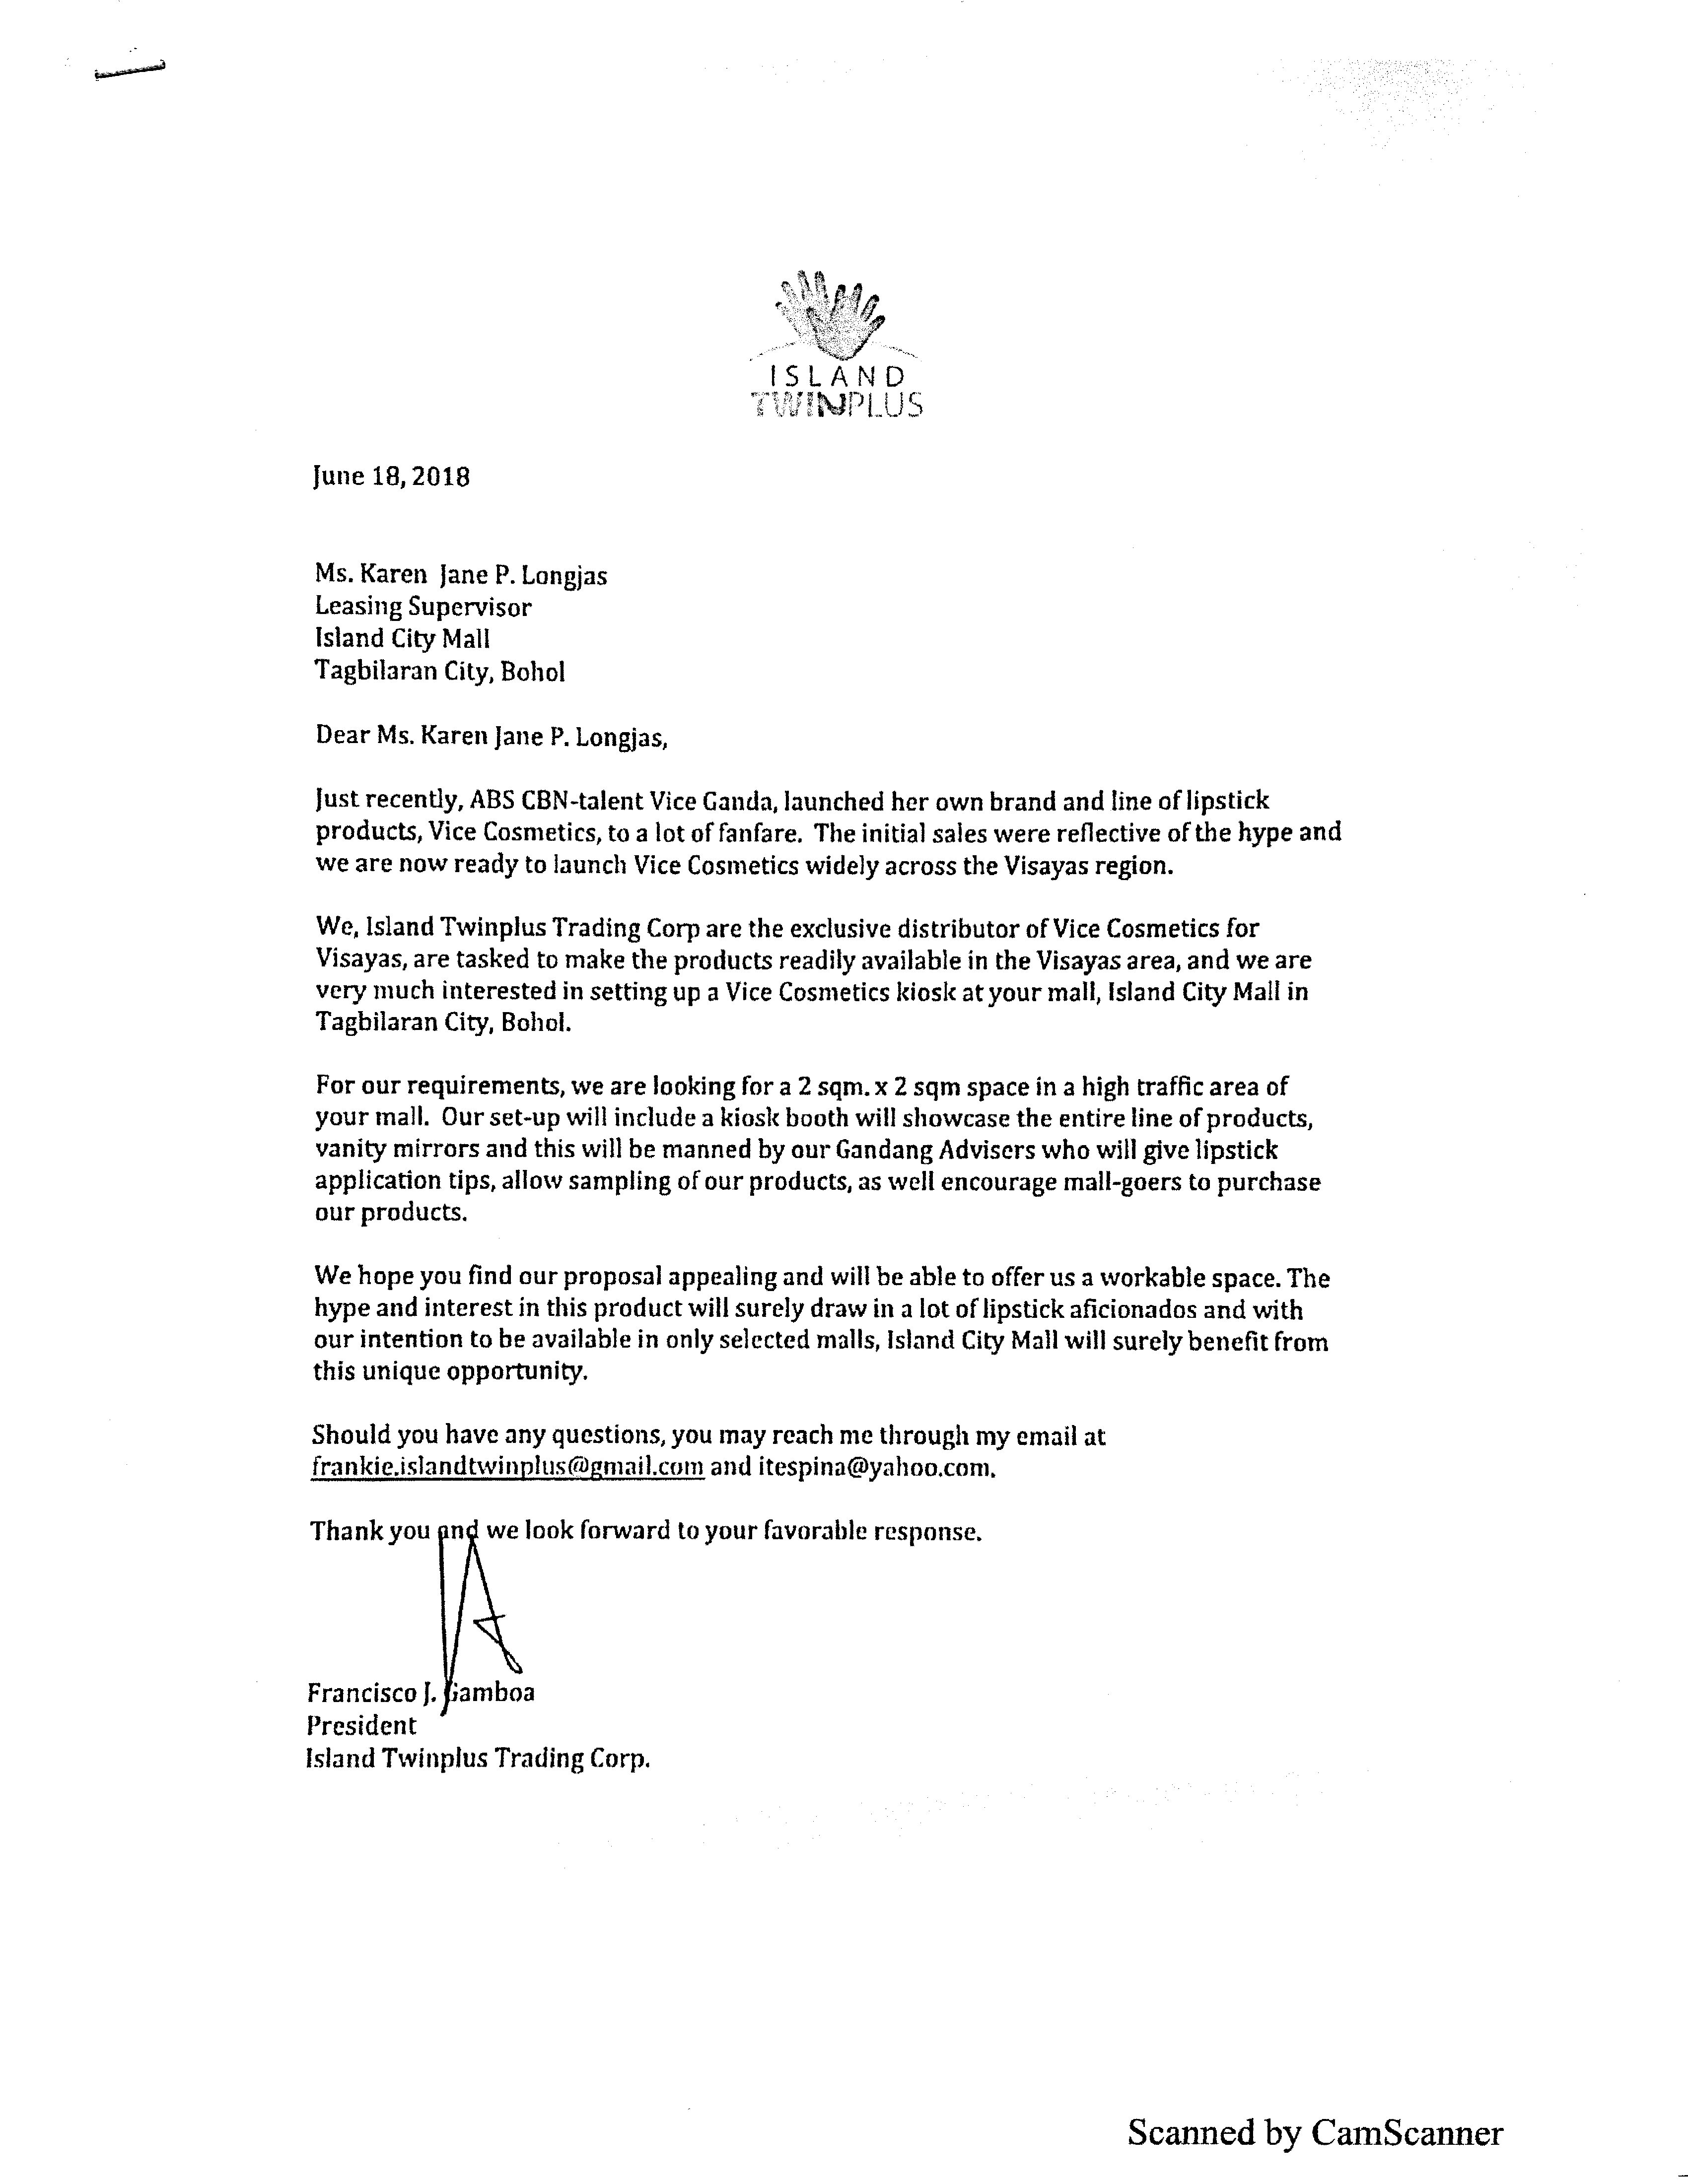 ISLAND
TWINPLUS
June 18, 2018
Ms. Karen Jane P. Longjas
Leasing Supervisor
Island City Mall
Tagbilaran City, Bohol
Dear Ms. Karen Jane P. Longjas,
Just recently, ABS CBN-talent Vice Ganda, launched her own brand and line of lipstick
products, Vice Cosmetics, to a lot of fanfare. The initial sales were reflective of the hype and
we are now ready to launch Vice Cosmetics widely across the Visayas region.
We, Island Twinplus Trading Corp are the exclusive distributor of Vice Cosmetics for
Visayas, are tasked to make the products readily available in the Visayas area, and we are
very much interested in setting up a Vice Cosmetics kiosk at your mall, Island City Mall in
Tagbilaran City, Bohol.
For our requirements, we are looking for a 2 sqm. x 2 sqm space in a high traffic area of
your mall. Our set-up will include a kiosk booth will showcase the entire line of products,
vanity mirrors and this will be manned by our Gandang Advisers who will give lipstick
application tips, allow sampling of our products, as well encourage mall-goers to purchase
our products.
We hope you find our proposal appealing and will be able to offer us a workable space. The
hype and interest in this product will surely draw in a lot of lipstick aficionados and with
our intention to be available in only selected malls, Island City Mall will surely benefit from
this unique opportunity.
Should you have any questions, you may reach me through my email at
frankie.islandtwinplus@gmail.com and itespina@yahoo.com.
Thank you and we look forward to your favorable response.
Francisco J. Gamboa
President
Island Twinplus Trading Corp.
Scanned by CamScanner